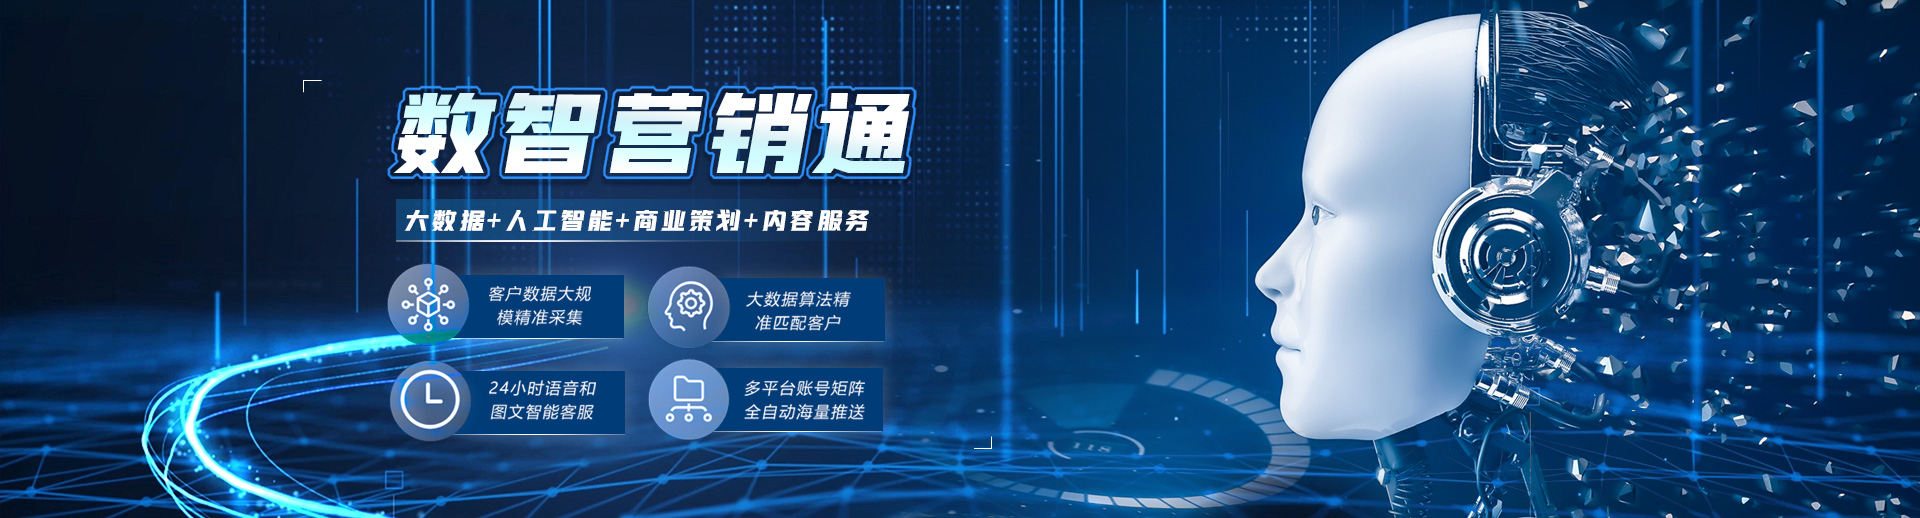 数智营销通
大数据+人工智能+商业策划+内容服务
客户数据大规
模精准采集
大数据算法精
准匹配客户
24小时语音和
图文智能客服
多平台账号矩阵
全自动海量推送
118